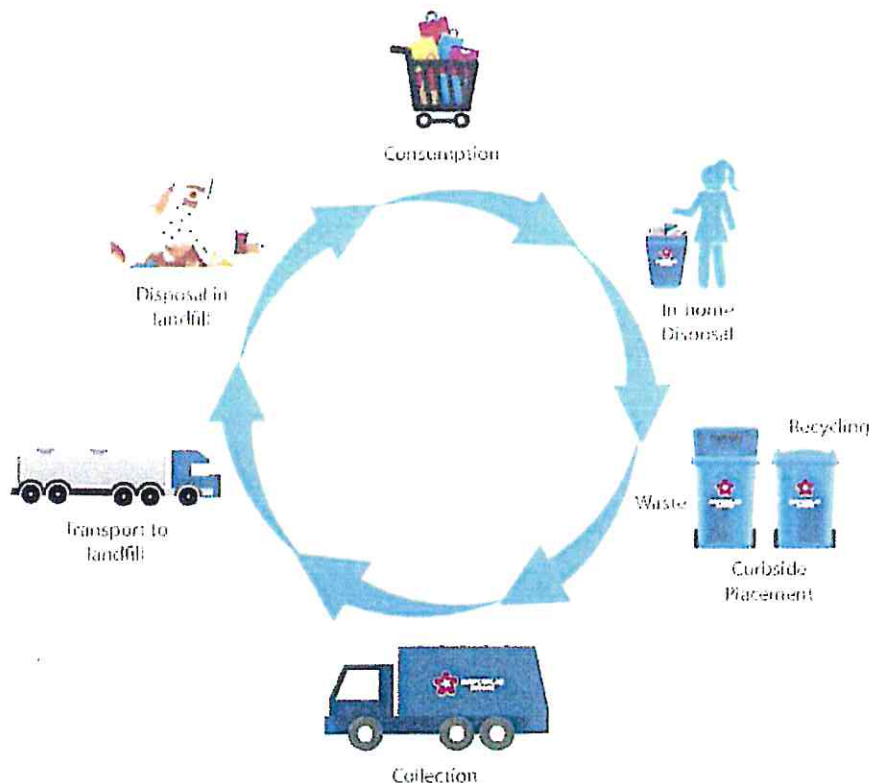 Consumption
In-home
Disposal
Recycling
Waste
Curbside
Placement
Collection
Transport to
landfill
Disposal in
landfill